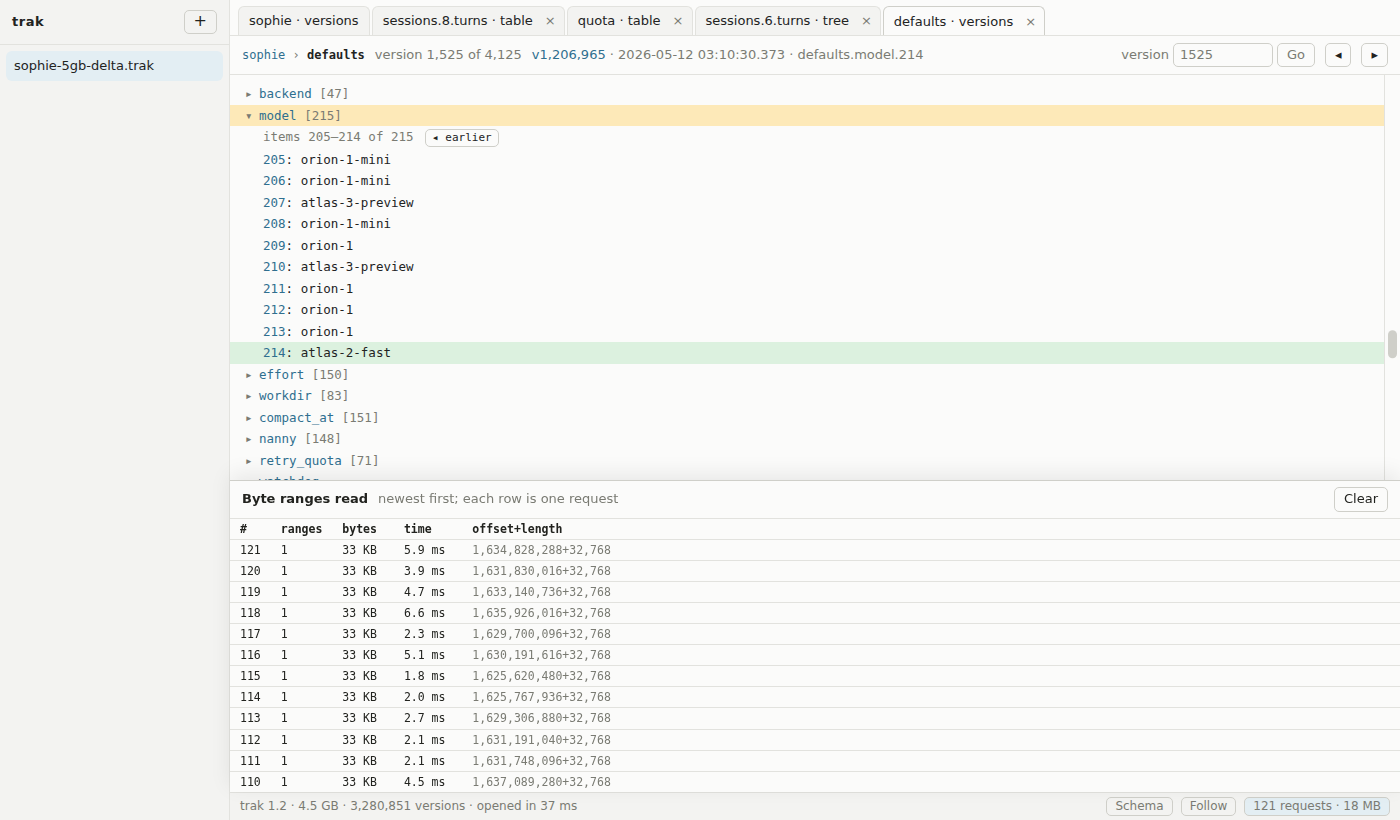 trak +
sophie-5gb-delta.trak
sophie · versions sessions.8.turns · table × quota · table × sessions.6.turns · tree × defaults · versions ×
sophie › defaults version 1,525 of 4,125 v1,206,965 · 2026-05-12 03:10:30.373 · defaults.model.214 version 1525 Go ◂ ▸
▸ backend [47]
▾ model [215]
items 205–214 of 215 ◂ earlier
205: orion-1-mini
206: orion-1-mini
207: atlas-3-preview
208: orion-1-mini
209: orion-1
210: atlas-3-preview
211: orion-1
212: orion-1
213: orion-1
214: atlas-2-fast
▸ effort [150]
▸ workdir [83]
▸ compact_at [151]
▸ nanny [148]
▸ retry_quota [71]
Byte ranges read newest first; each row is one request Clear
# ranges bytes time offset+length
121 1 33 KB 5.9 ms 1,634,828,288+32,768
120 1 33 KB 3.9 ms 1,631,830,016+32,768
119 1 33 KB 4.7 ms 1,633,140,736+32,768
118 1 33 KB 6.6 ms 1,635,926,016+32,768
117 1 33 KB 2.3 ms 1,629,700,096+32,768
116 1 33 KB 5.1 ms 1,630,191,616+32,768
115 1 33 KB 1.8 ms 1,625,620,480+32,768
114 1 33 KB 2.0 ms 1,625,767,936+32,768
113 1 33 KB 2.7 ms 1,629,306,880+32,768
112 1 33 KB 2.1 ms 1,631,191,040+32,768
111 1 33 KB 2.1 ms 1,631,748,096+32,768
110 1 33 KB 4.5 ms 1,637,089,280+32,768
trak 1.2 · 4.5 GB · 3,280,851 versions · opened in 37 ms Schema Follow 121 requests · 18 MB